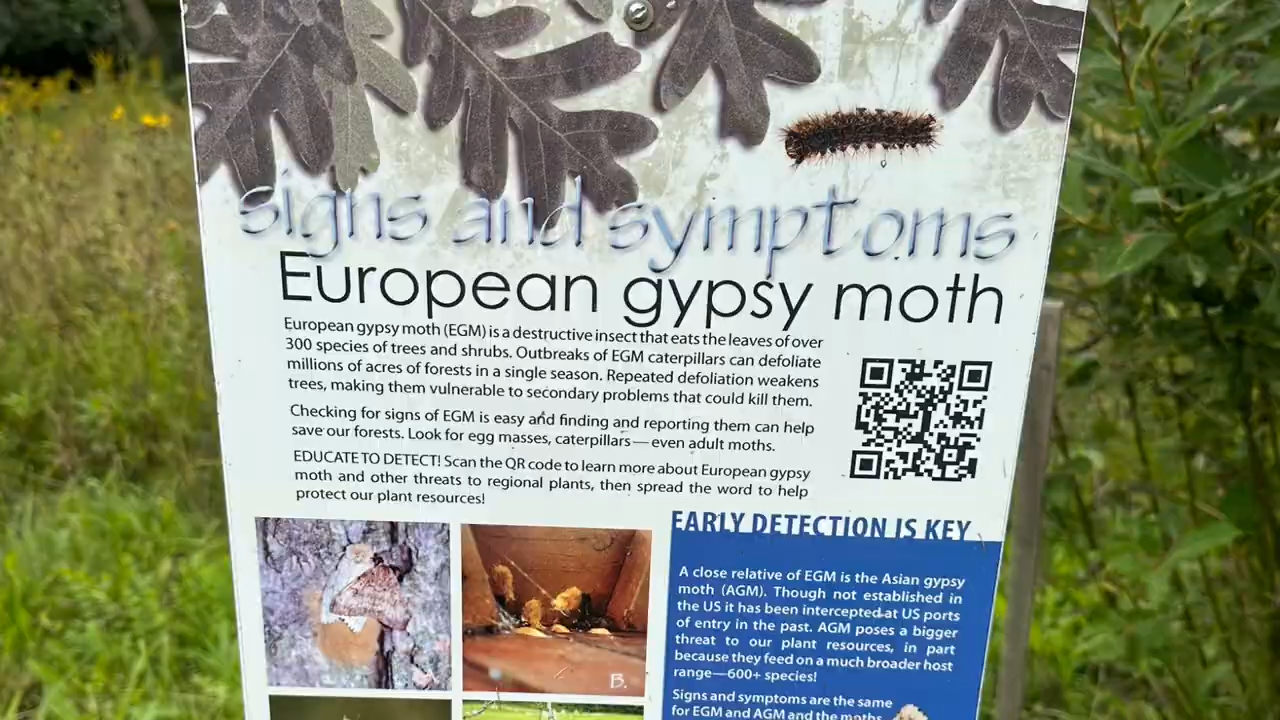 signs and symptoms
European gypsy moth
European gypsy moth (EGM) is a destructive insect that eats the leaves of over
300 species of trees and shrubs. Outbreaks of EGM caterpillars can defoliate
millions of acres of forests in a single season. Repeated defoliation weakens
trees, making them vulnerable to secondary problems that could kill them.
Checking for signs of EGM is easy and finding and reporting them can help
save our forests. Look for egg masses, caterpillars—even adult moths.
EDUCATE TO DETECT! Scan the QR code to learn more about European gypsy
moth and other threats to regional plants, then spread the word to help
protect our plant resources!
B.
EARLY DETECTION IS KEY
A close relative of EGM is the Asian gypsy
moth (AGM). Though not established in
the US it has been intercepted at US ports
of entry in the past. AGM poses a bigger
threat to our plant resources, in part
because they feed on a much broader host
range—600+ species!
Signs and symptoms are the same
for EGM and AGM and the moths